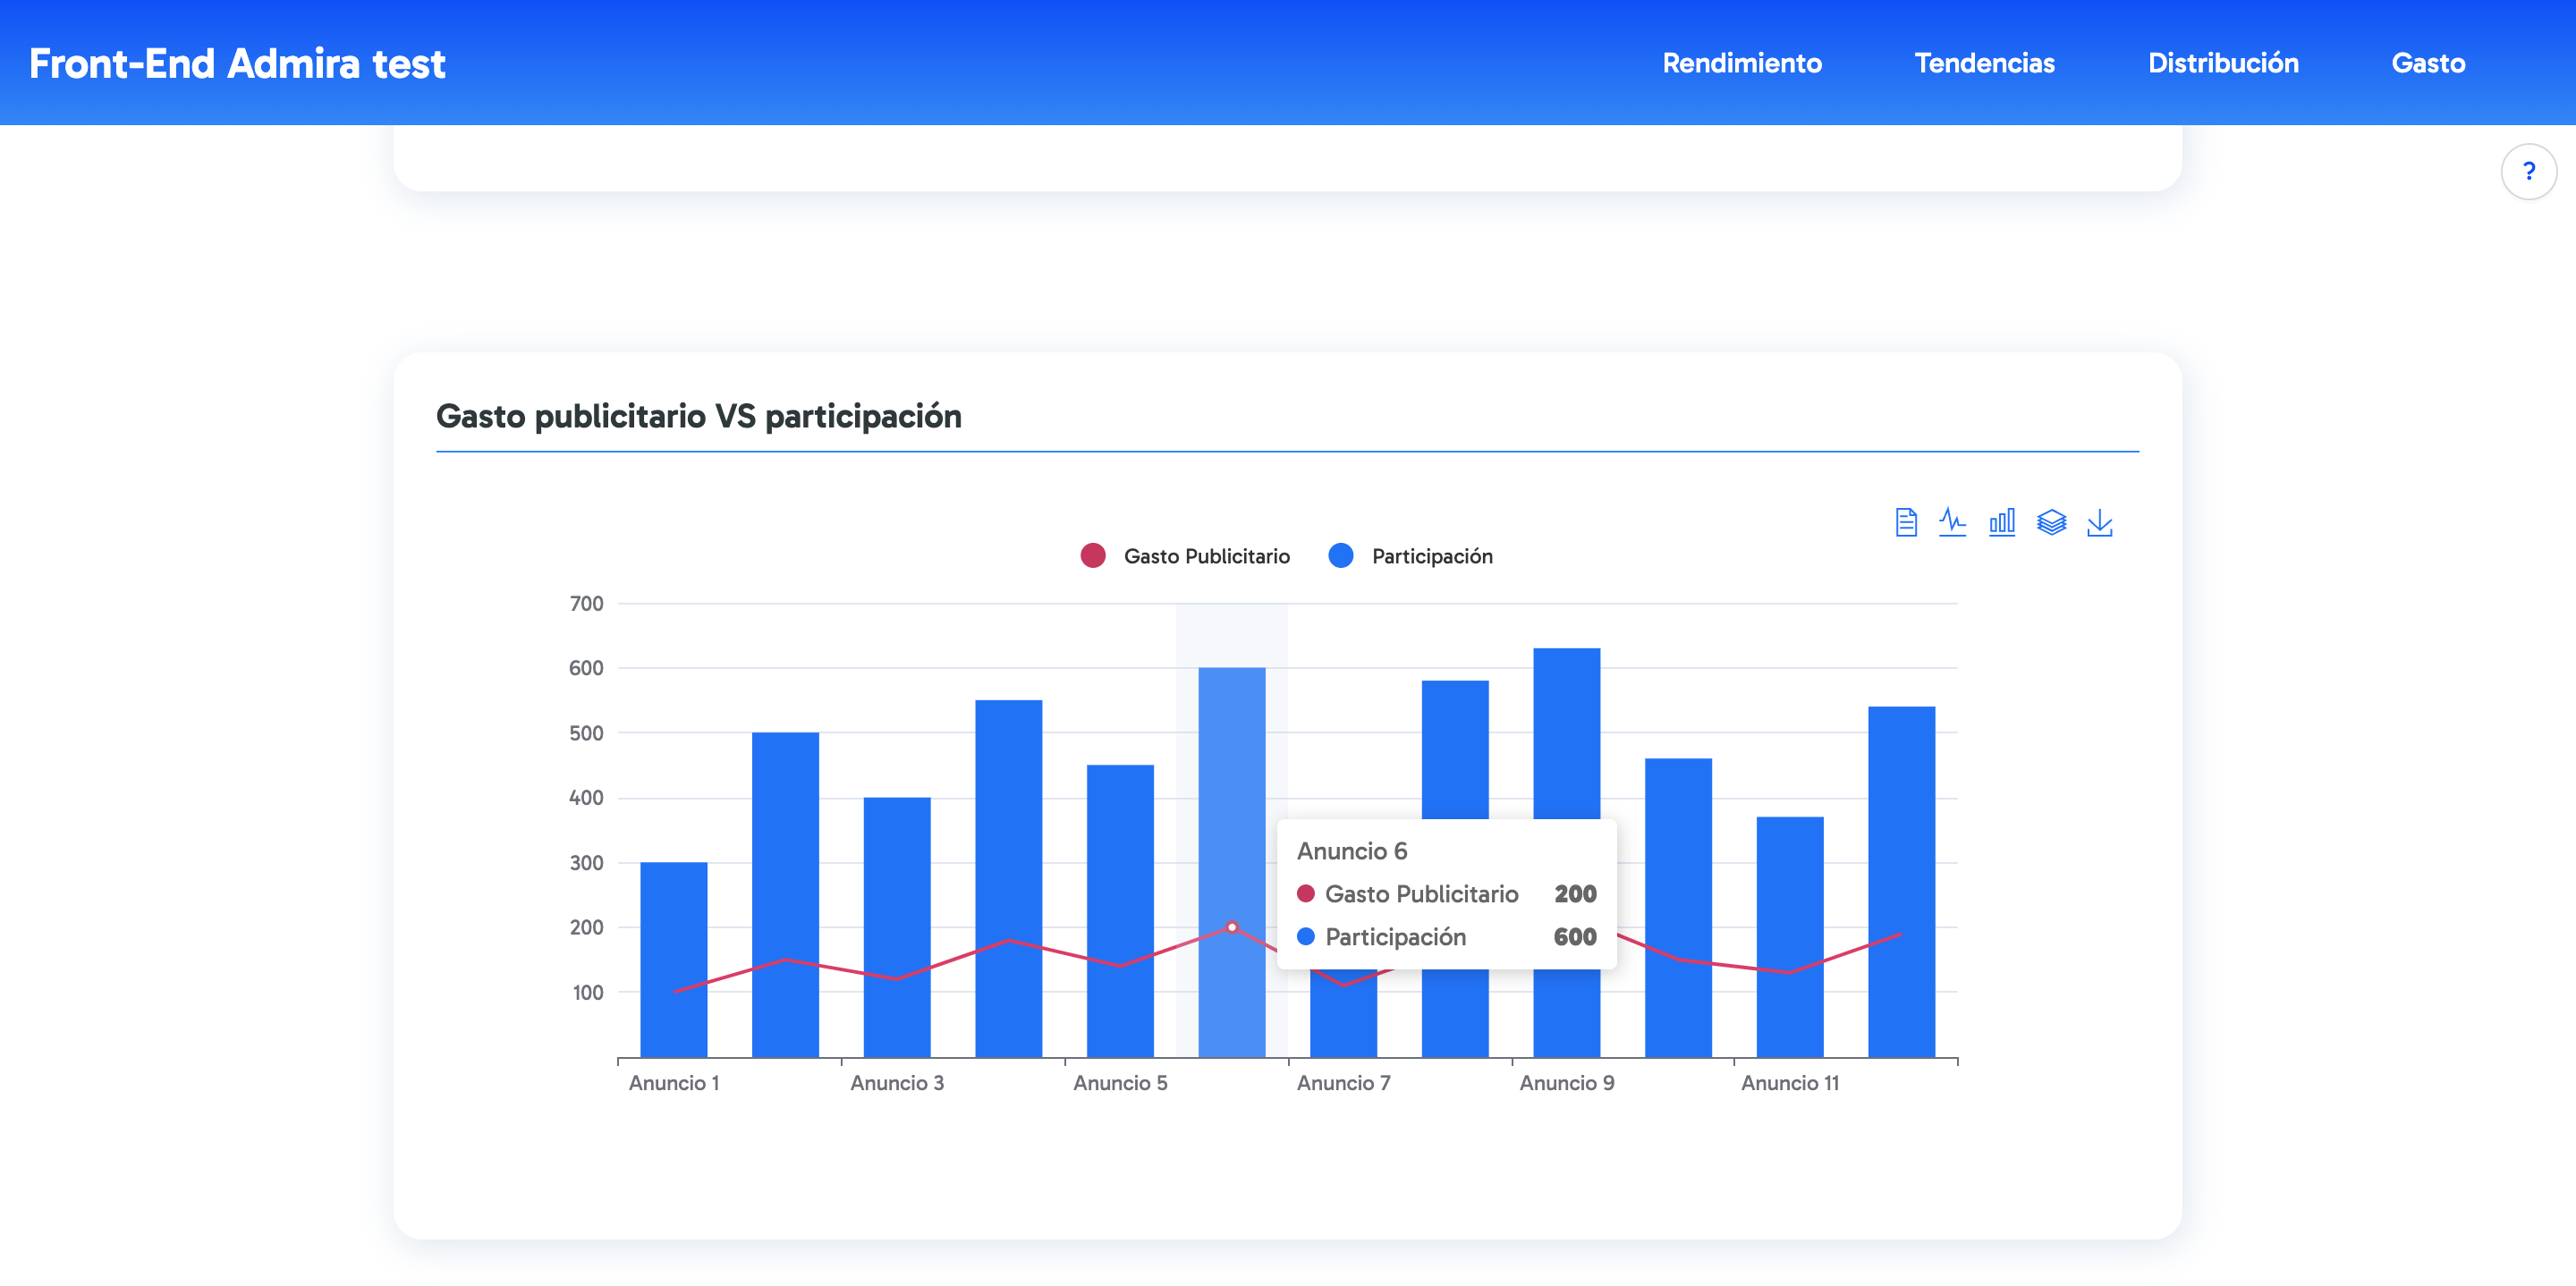 Front-End Admira test
Rendimiento
Tendencias
Distribución
Gasto
?
Gasto publicitario VS participación
Gasto Publicitario
Participación
700
600
500
400
300
200
100
Anuncio 6
Gasto Publicitario 200
Participación 600
Anuncio 1
Anuncio 3
Anuncio 5
Anuncio 7
Anuncio 9
Anuncio 11